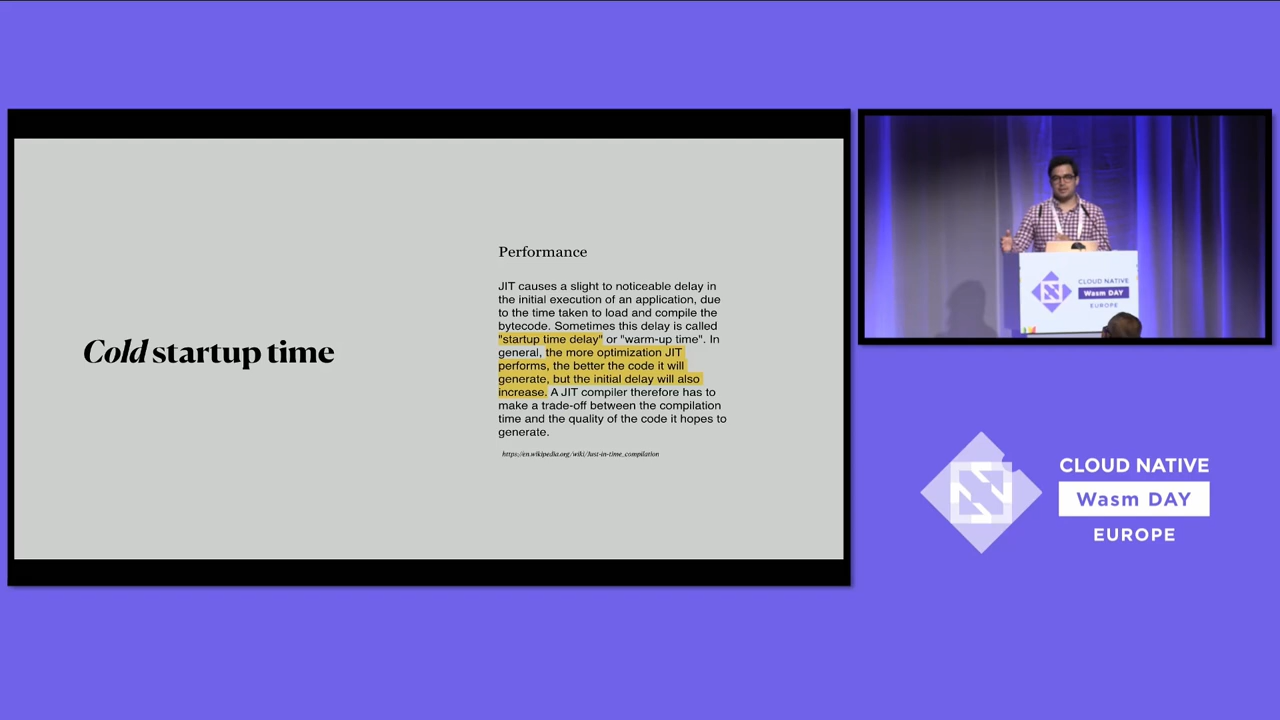 Cold startup time
Performance
JIT causes a slight to noticeable delay in
the initial execution of an application, due
to the time taken to load and compile the
bytecode. Sometimes this delay is called
"startup time delay" or "warm-up time". In
general, the more optimization JIT
performs, the better the code it will
generate, but the initial delay will also
increase. A JIT compiler therefore has to
make a trade-off between the compilation
time and the quality of the code it hopes to
generate.
https://en.wikipedia.org/wiki/Just-in-time_compilation
CLOUD NATIVE
Wasm DAY
EUROPE
CLOUD NATIVE
Wasm DAY
EUROPE